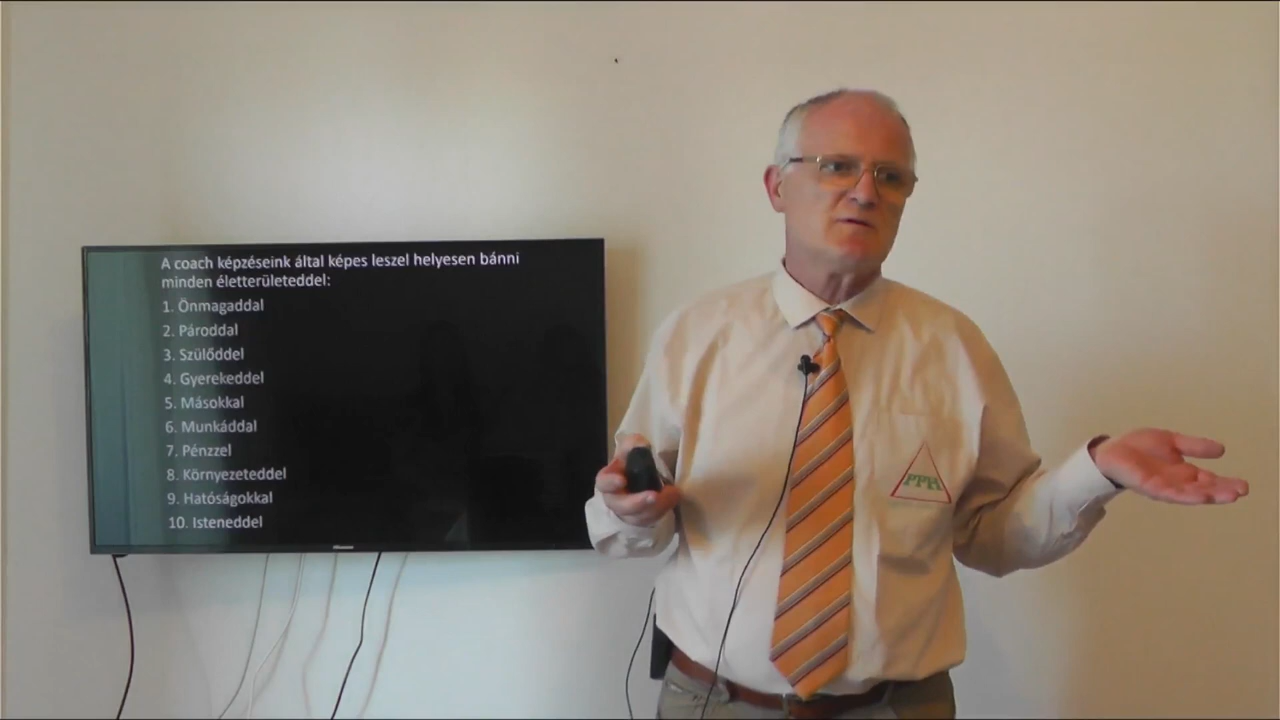 A coach képzéseink által képes leszel helyesen bánni
minden életterületeddel:
1. Önmagaddal
2. Pároddal
3. Szülőddel
4. Gyerekeddel
5. Másokkal
6. Munkáddal
7. Pénzzel
8. Környezeteddel
9. Hatóságokkal
10. Isteneddel
PPH